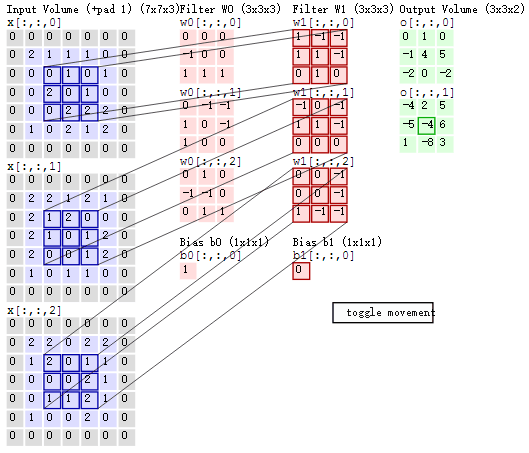 Input Volume (+pad 1) (7x7x3)
x[:,:,0]
0 0 0 0 0 0 0
0 2 1 1 1 0 0
0 0 0 1 0 1 0
0 0 2 0 1 0 0
0 0 0 2 2 2 0
0 1 0 2 1 2 0
0 0 0 0 0 0 0
x[:,:,1]
0 0 0 0 0 0 0
0 2 2 1 2 1 0
0 2 1 2 0 0 0
0 2 1 0 1 2 0
0 2 0 0 1 2 0
0 1 0 1 1 0 0
0 0 0 0 0 0 0
x[:,:,2]
0 0 0 0 0 0 0
0 2 2 0 2 2 0
0 1 2 0 1 1 0
0 0 0 0 2 1 0
0 0 1 1 2 1 0
0 1 0 0 2 0 0
0 0 0 0 0 0 0
Filter W0 (3x3x3)
w0[:,:,0]
0 0 0
-1 0 0
1 1 1
w0[:,:,1]
0 -1 -1
1 0 -1
1 0 0
w0[:,:,2]
0 1 0
-1 -1 0
0 1 1
Bias b0 (1x1x1)
b0[:,:,0]
1
Filter W1 (3x3x3)
w1[:,:,0]
1 -1 -1
1 1 -1
0 1 0
w1[:,:,1]
-1 0 -1
1 1 -1
0 -1 0
w1[:,:,2]
0 0 -1
0 0 -1
1 -1 -1
Bias b1 (1x1x1)
b1[:,:,0]
0
Output Volume (3x3x2)
o[:,:,0]
0 1 0
-1 4 5
-2 0 -2
o[:,:,1]
-4 2 5
-5 -4 6
1 -8 3
toggle movement